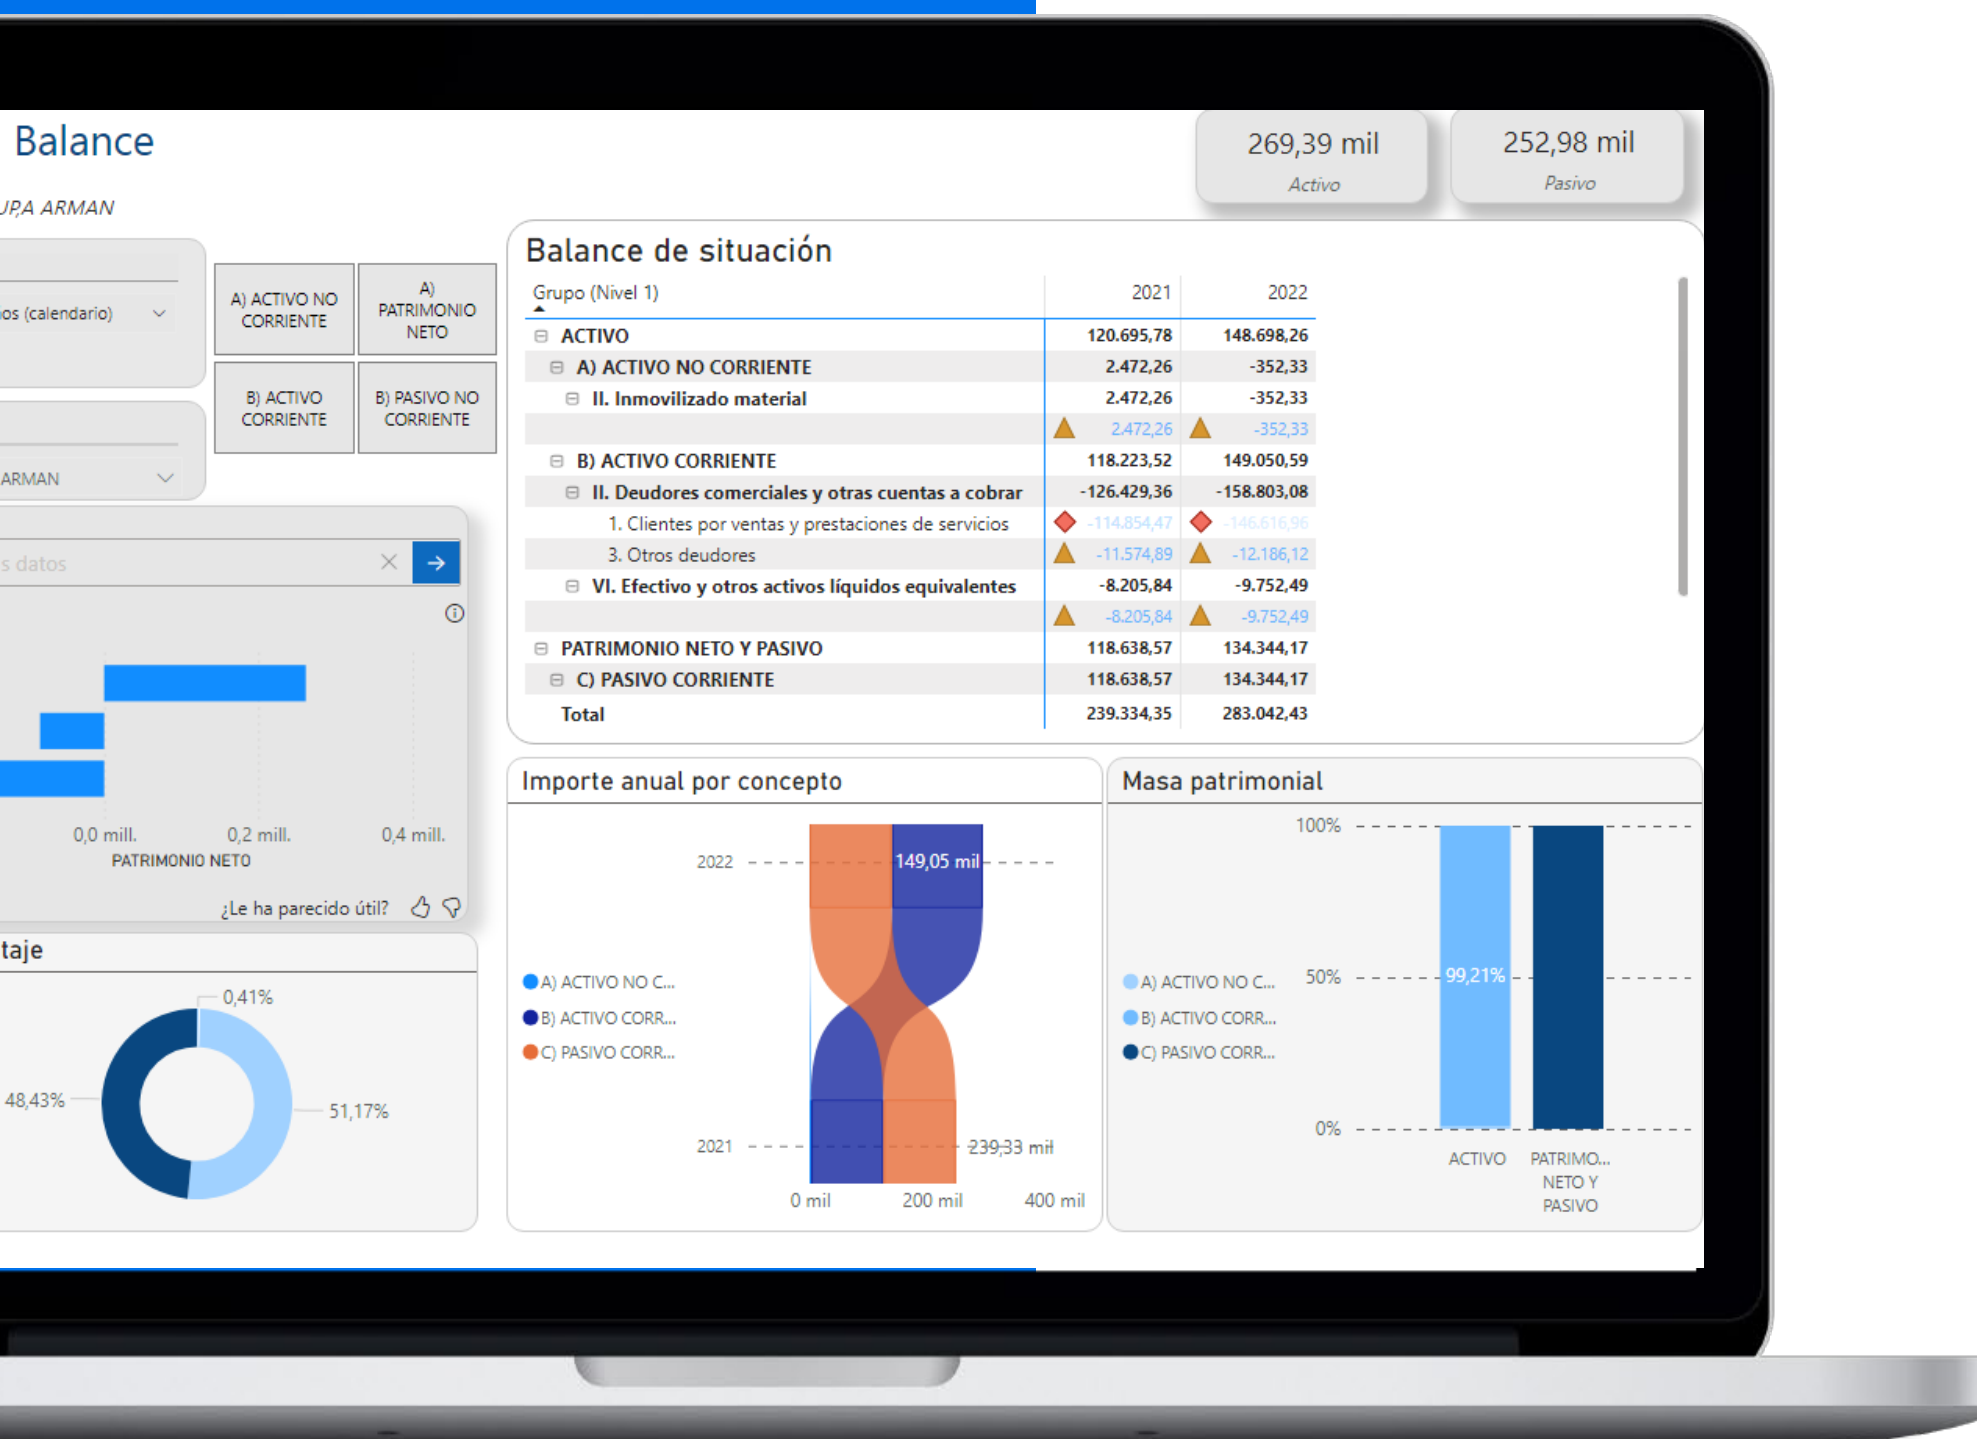 Balance
269,39 mil
Activo
252,98 mil
Pasivo
UP,A ARMAN
ños (calendario)
ARMAN
A) ACTIVO NO CORRIENTE
A) PATRIMONIO NETO
B) ACTIVO CORRIENTE
B) PASIVO NO CORRIENTE
s datos
0,0 mill. 0,2 mill. 0,4 mill.
PATRIMONIO NETO
¿Le ha parecido útil?
taje
0,41%
48,43%
51,17%
Balance de situación
Grupo (Nivel 1) 2021 2022
ACTIVO 120.695,78 148.698,26
A) ACTIVO NO CORRIENTE 2.472,26 -352,33
II. Inmovilizado material 2.472,26 -352,33
2.472,26 -352,33
B) ACTIVO CORRIENTE 118.223,52 149.050,59
II. Deudores comerciales y otras cuentas a cobrar -126.429,36 -158.803,08
1. Clientes por ventas y prestaciones de servicios -114.854,47 -146.616,96
3. Otros deudores -11.574,89 -12.186,12
VI. Efectivo y otros activos líquidos equivalentes -8.205,84 -9.752,49
-8.205,84 -9.752,49
PATRIMONIO NETO Y PASIVO 118.638,57 134.344,17
C) PASIVO CORRIENTE 118.638,57 134.344,17
Total 239.334,35 283.042,43
Importe anual por concepto
2022
149,05 mil
A) ACTIVO NO C...
B) ACTIVO CORR...
C) PASIVO CORR...
2021
239,33 mil
0 mil 200 mil 400 mil
Masa patrimonial
100%
A) ACTIVO NO C...
B) ACTIVO CORR...
C) PASIVO CORR...
50%
99,21%
0%
ACTIVO
PATRIMO...
NETO Y
PASIVO